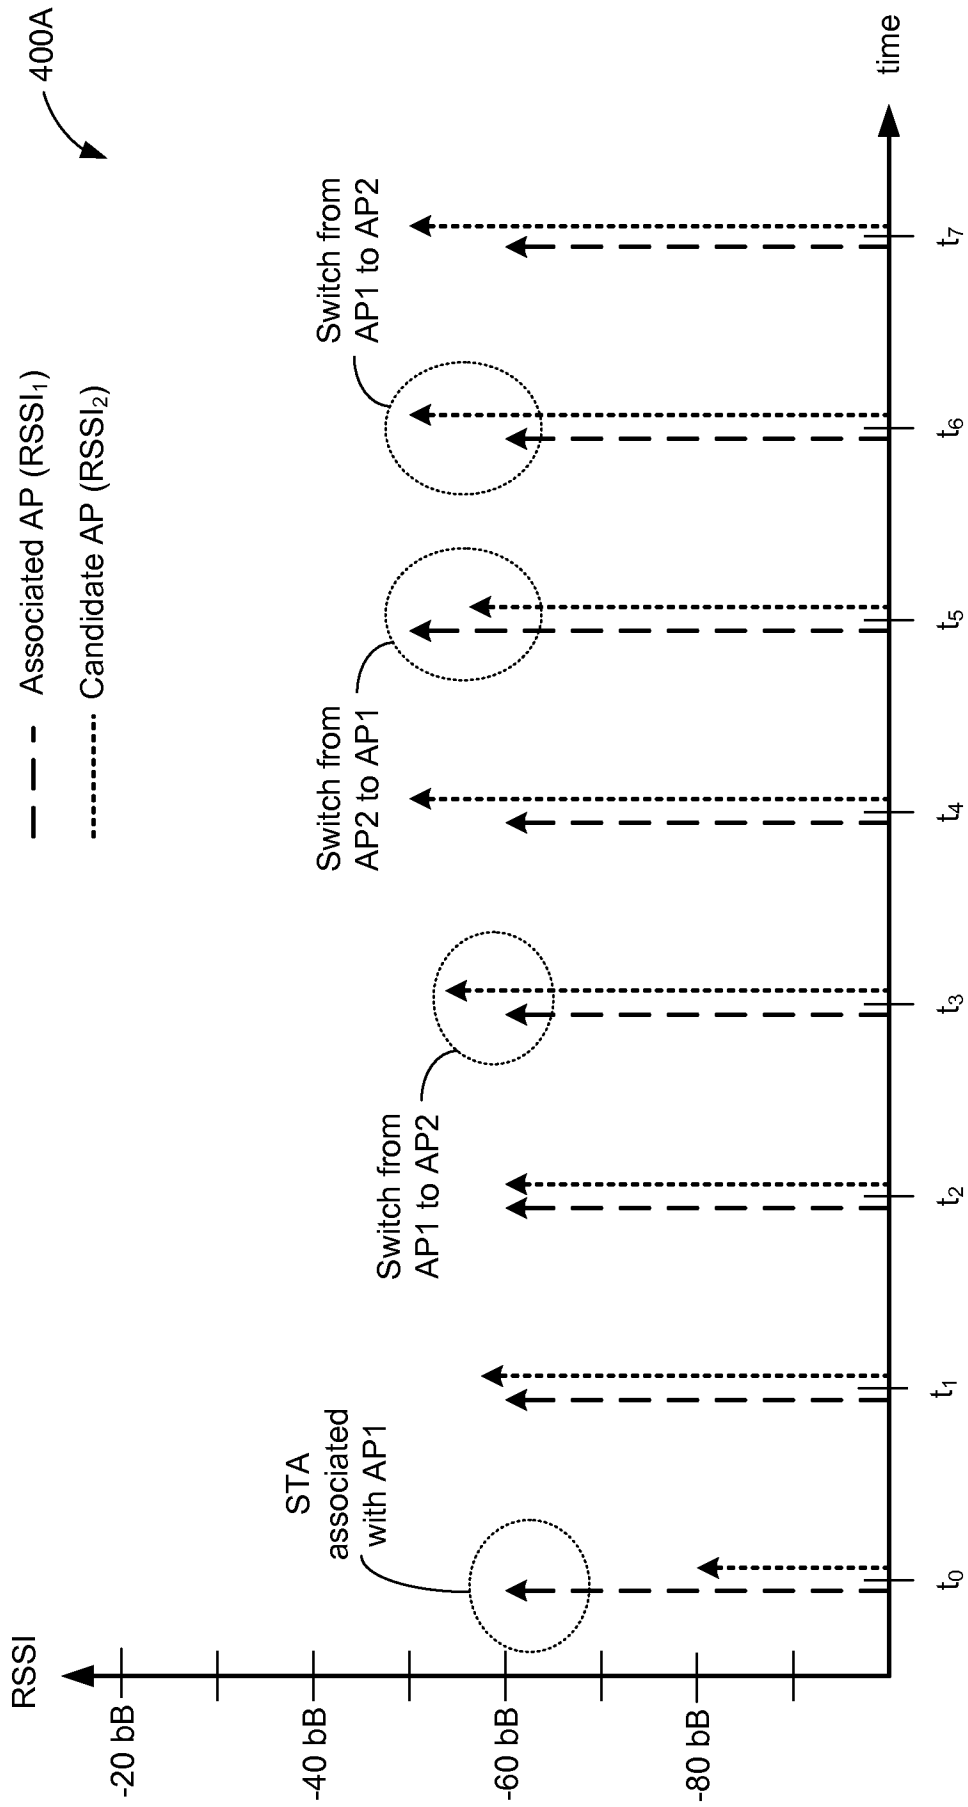 400A
Associated AP (RSSI₁)
Candidate AP (RSSI₂)
RSSI
-20 bB
-40 bB
-60 bB
-80 bB
STA
associated
with AP1
Switch from
AP1 to AP2
Switch from
AP2 to AP1
Switch from
AP1 to AP2
t₀
t₁
t₂
t₃
t₄
t₅
t₆
t₇
time